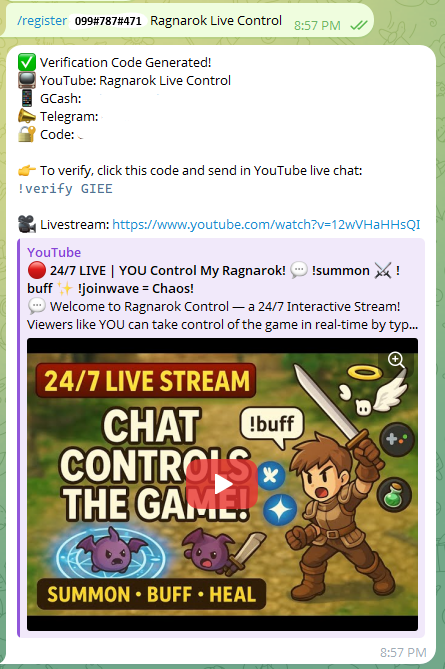 /register 099#787#471 Ragnarok Live Control 8:57 PM
✅ Verification Code Generated!
📺 YouTube: Ragnarok Live Control
📱 GCash:
📣 Telegram:
🔐 Code:
👉 To verify, click this code and send in YouTube live chat:
!verify GIEE
🎥 Livestream: https://www.youtube.com/watch?v=12wVHaHHsQI
YouTube
🔴 24/7 LIVE | YOU Control My Ragnarok! 💬 !summon ⚔️ !
buff ✨ !joinwave = Chaos!
💬 Welcome to Ragnarok Control — a 24/7 Interactive Stream!
Viewers like YOU can take control of the game in real-time by typ...
24/7 LIVE STREAM
CHAT
CONTROLS
THE GAME!
!buff
SUMMON • BUFF • HEAL
8:57 PM